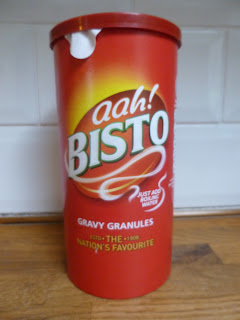 aah!
BISTO
JUST ADD
BOILING
WATER
GRAVY GRANULES
THE
NATION'S FAVOURITE